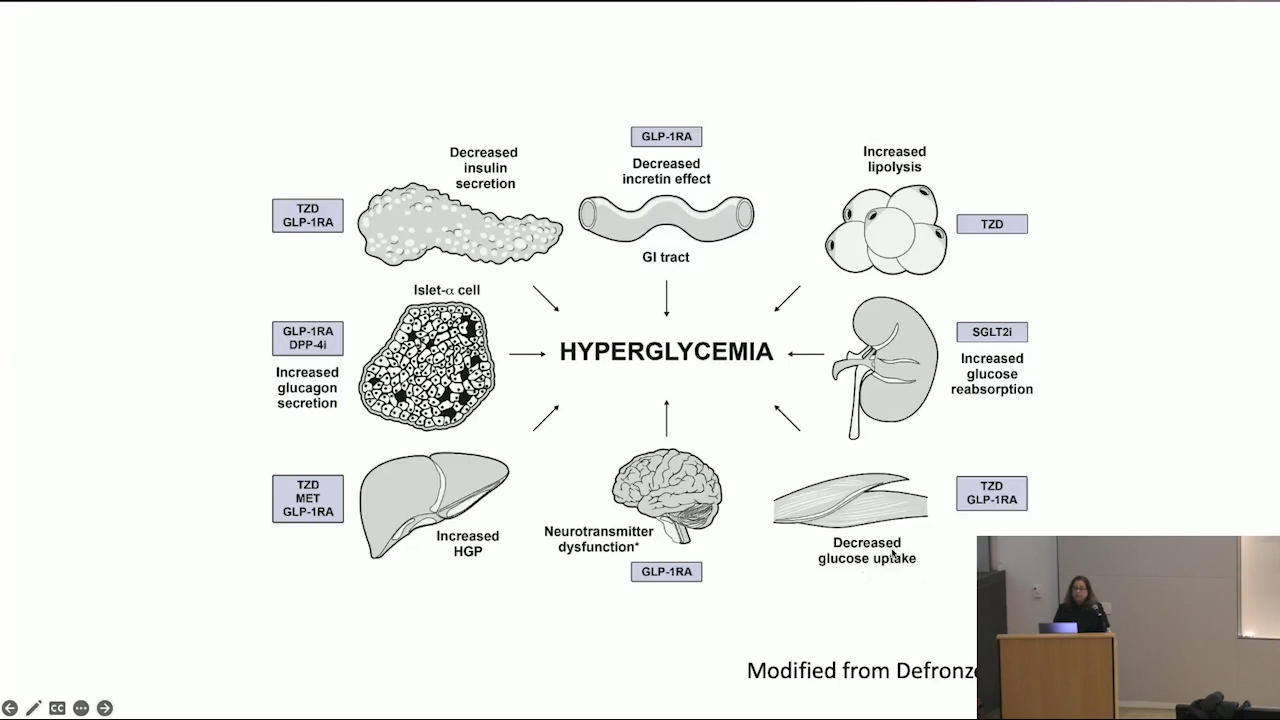 GLP-1RA
Decreased
insulin
secretion
Decreased
incretin effect
Increased
lipolysis
TZD
GLP-1RA
TZD
GI tract
Islet-α cell
GLP-1RA
DPP-4i
Increased
glucagon
secretion
HYPERGLYCEMIA
SGLT2i
Increased
glucose
reabsorption
TZD
MET
GLP-1RA
Increased
HGP
Neurotransmitter
dysfunction*
GLP-1RA
TZD
GLP-1RA
Decreased
glucose uptake
Modified from Defronzo
CC